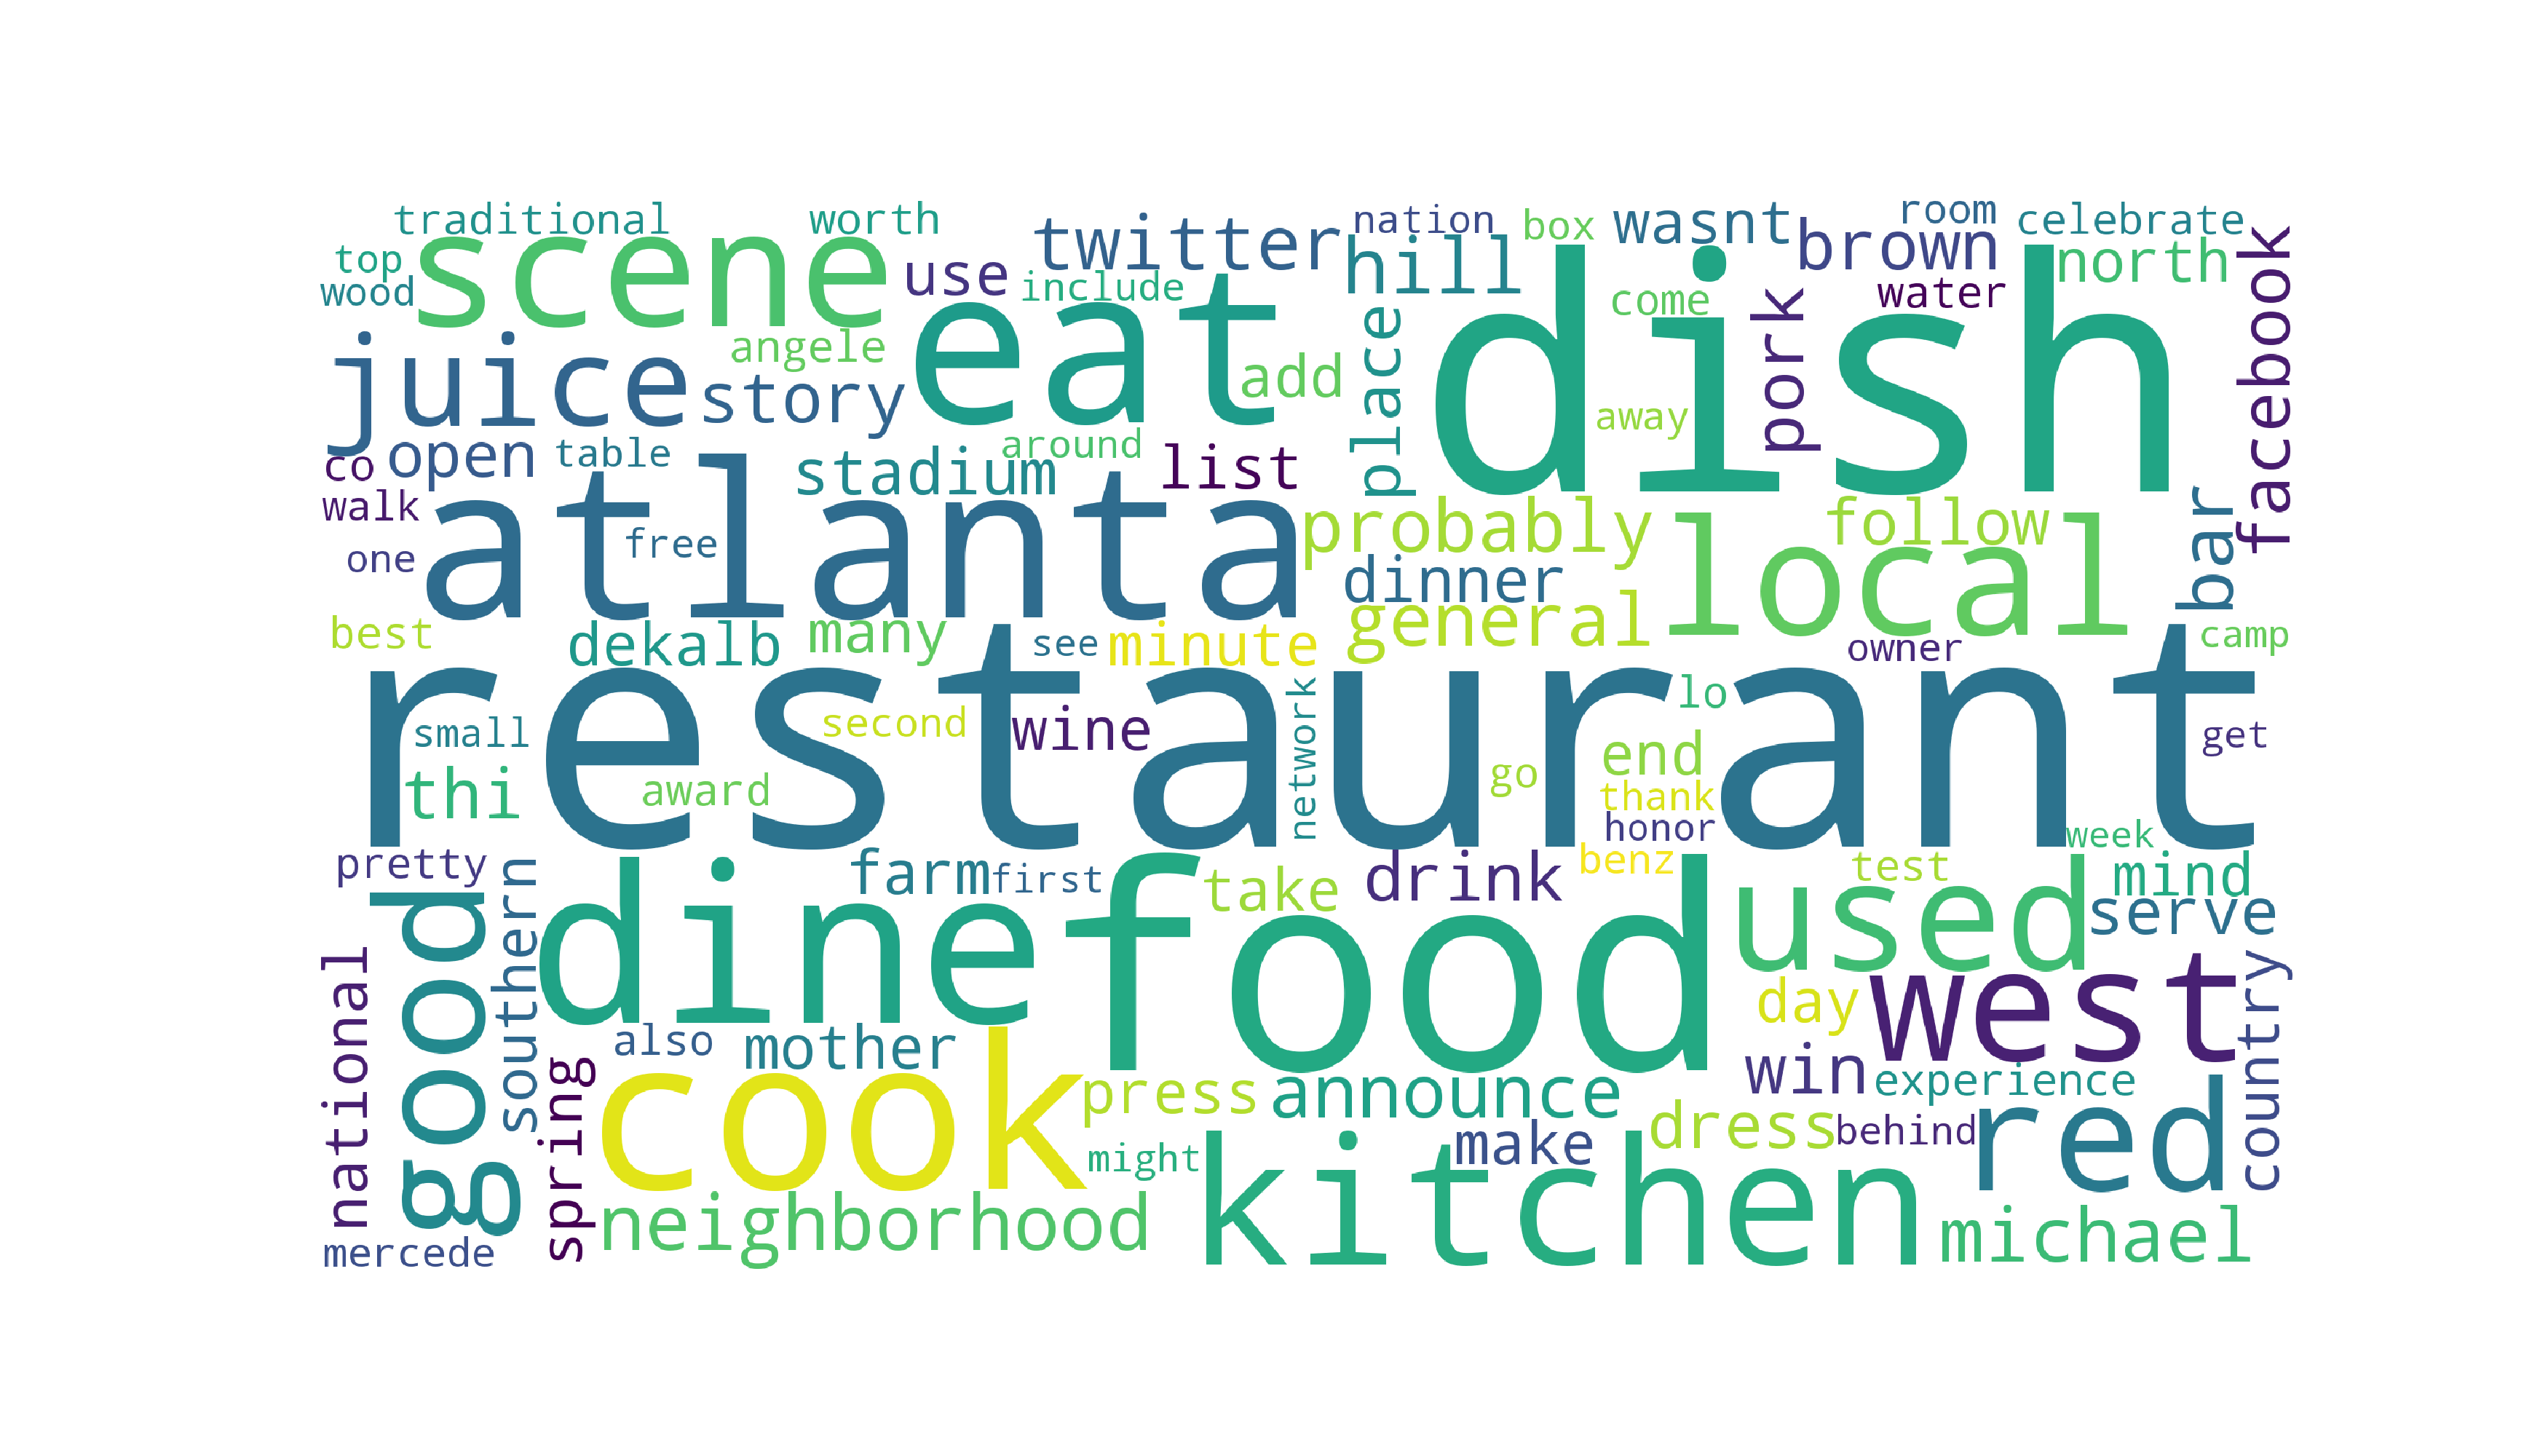 traditional
worth
twitter
nation
box
wasnt
room
celebrate
top
scene
use
hill
brown
north
facebook
wood
include
eat
dish
come
water
juice
angele
add
place
pork
story
away
co
open
table
around
stadium
list
walk
atlanta
probably
follow
bar
one
free
dinner
local
best
dekalb
many
see
minute
general
owner
camp
restaurant
small
second
wine
network
lo
get
thi
award
go
end
thank
honor
week
pretty
southern
farm
first
take
drink
benz
test
used
mind
good
dine
food
serve
national
day
west
country
also
mother
spring
cook
press
announce
win
experience
might
make
dress
behind
red
neighborhood
kitchen
michael
mercede